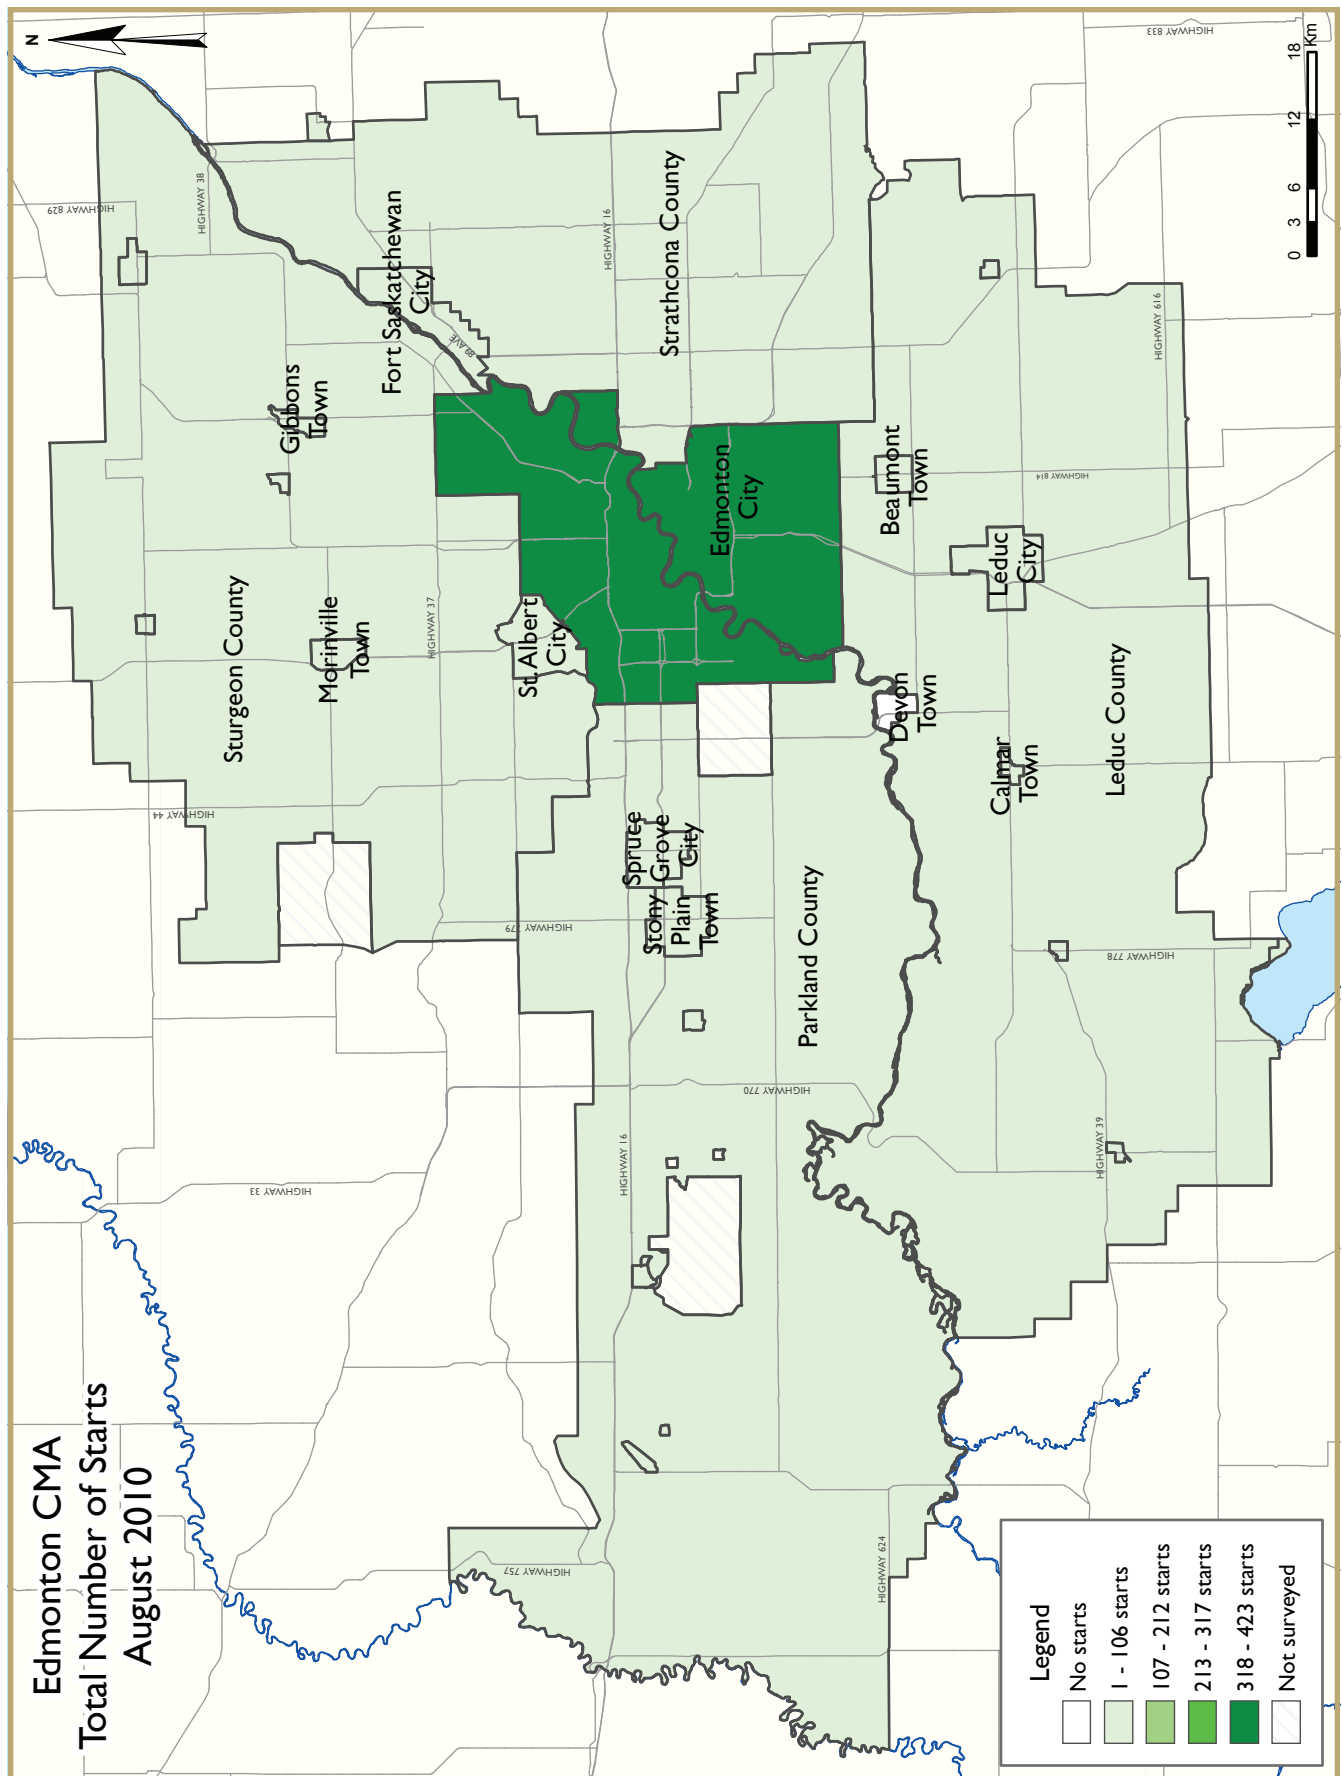 Edmonton CMA
Total Number of Starts
August 2010
N
HIGHWAY 829
HIGHWAY 38
HIGHWAY 833
Fort Saskatchewan
City
89 AVE
HIGHWAY 16
Strathcona County
Gibbons
Town
Sturgeon County
Morinville
Town
HIGHWAY 37
St. Albert
City
HIGHWAY 44
Edmonton
City
Beaumont
Town
HIGHWAY 814
HIGHWAY 616
Leduc
City
Devon
Town
Calmar
Town
Leduc County
Spruce
Grove
City
Stony
Plain
Town
HIGHWAY 779
Parkland County
HIGHWAY 778
HIGHWAY 770
HIGHWAY 16
HIGHWAY 39
HIGHWAY 33
HIGHWAY 757
HIGHWAY 624
0 3 6 12 18
Km
Legend
No starts
1 - 106 starts
107 - 212 starts
213 - 317 starts
318 - 423 starts
Not surveyed